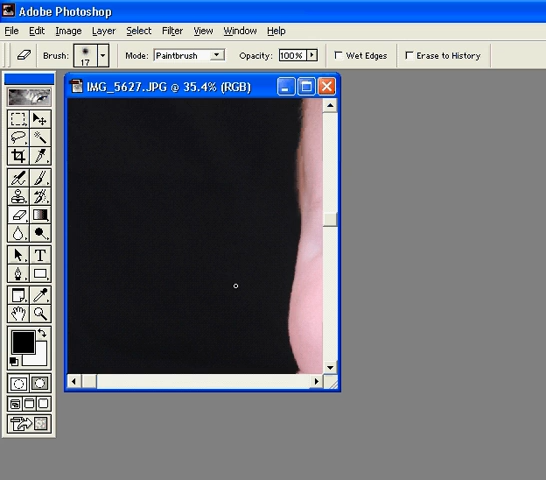 Adobe Photoshop
File Edit Image Layer Select Filter View Window Help
Brush: 17 Mode: Paintbrush Opacity: 100% Wet Edges Erase to History
IMG_5627.JPG @ 35.4% (RGB)
T